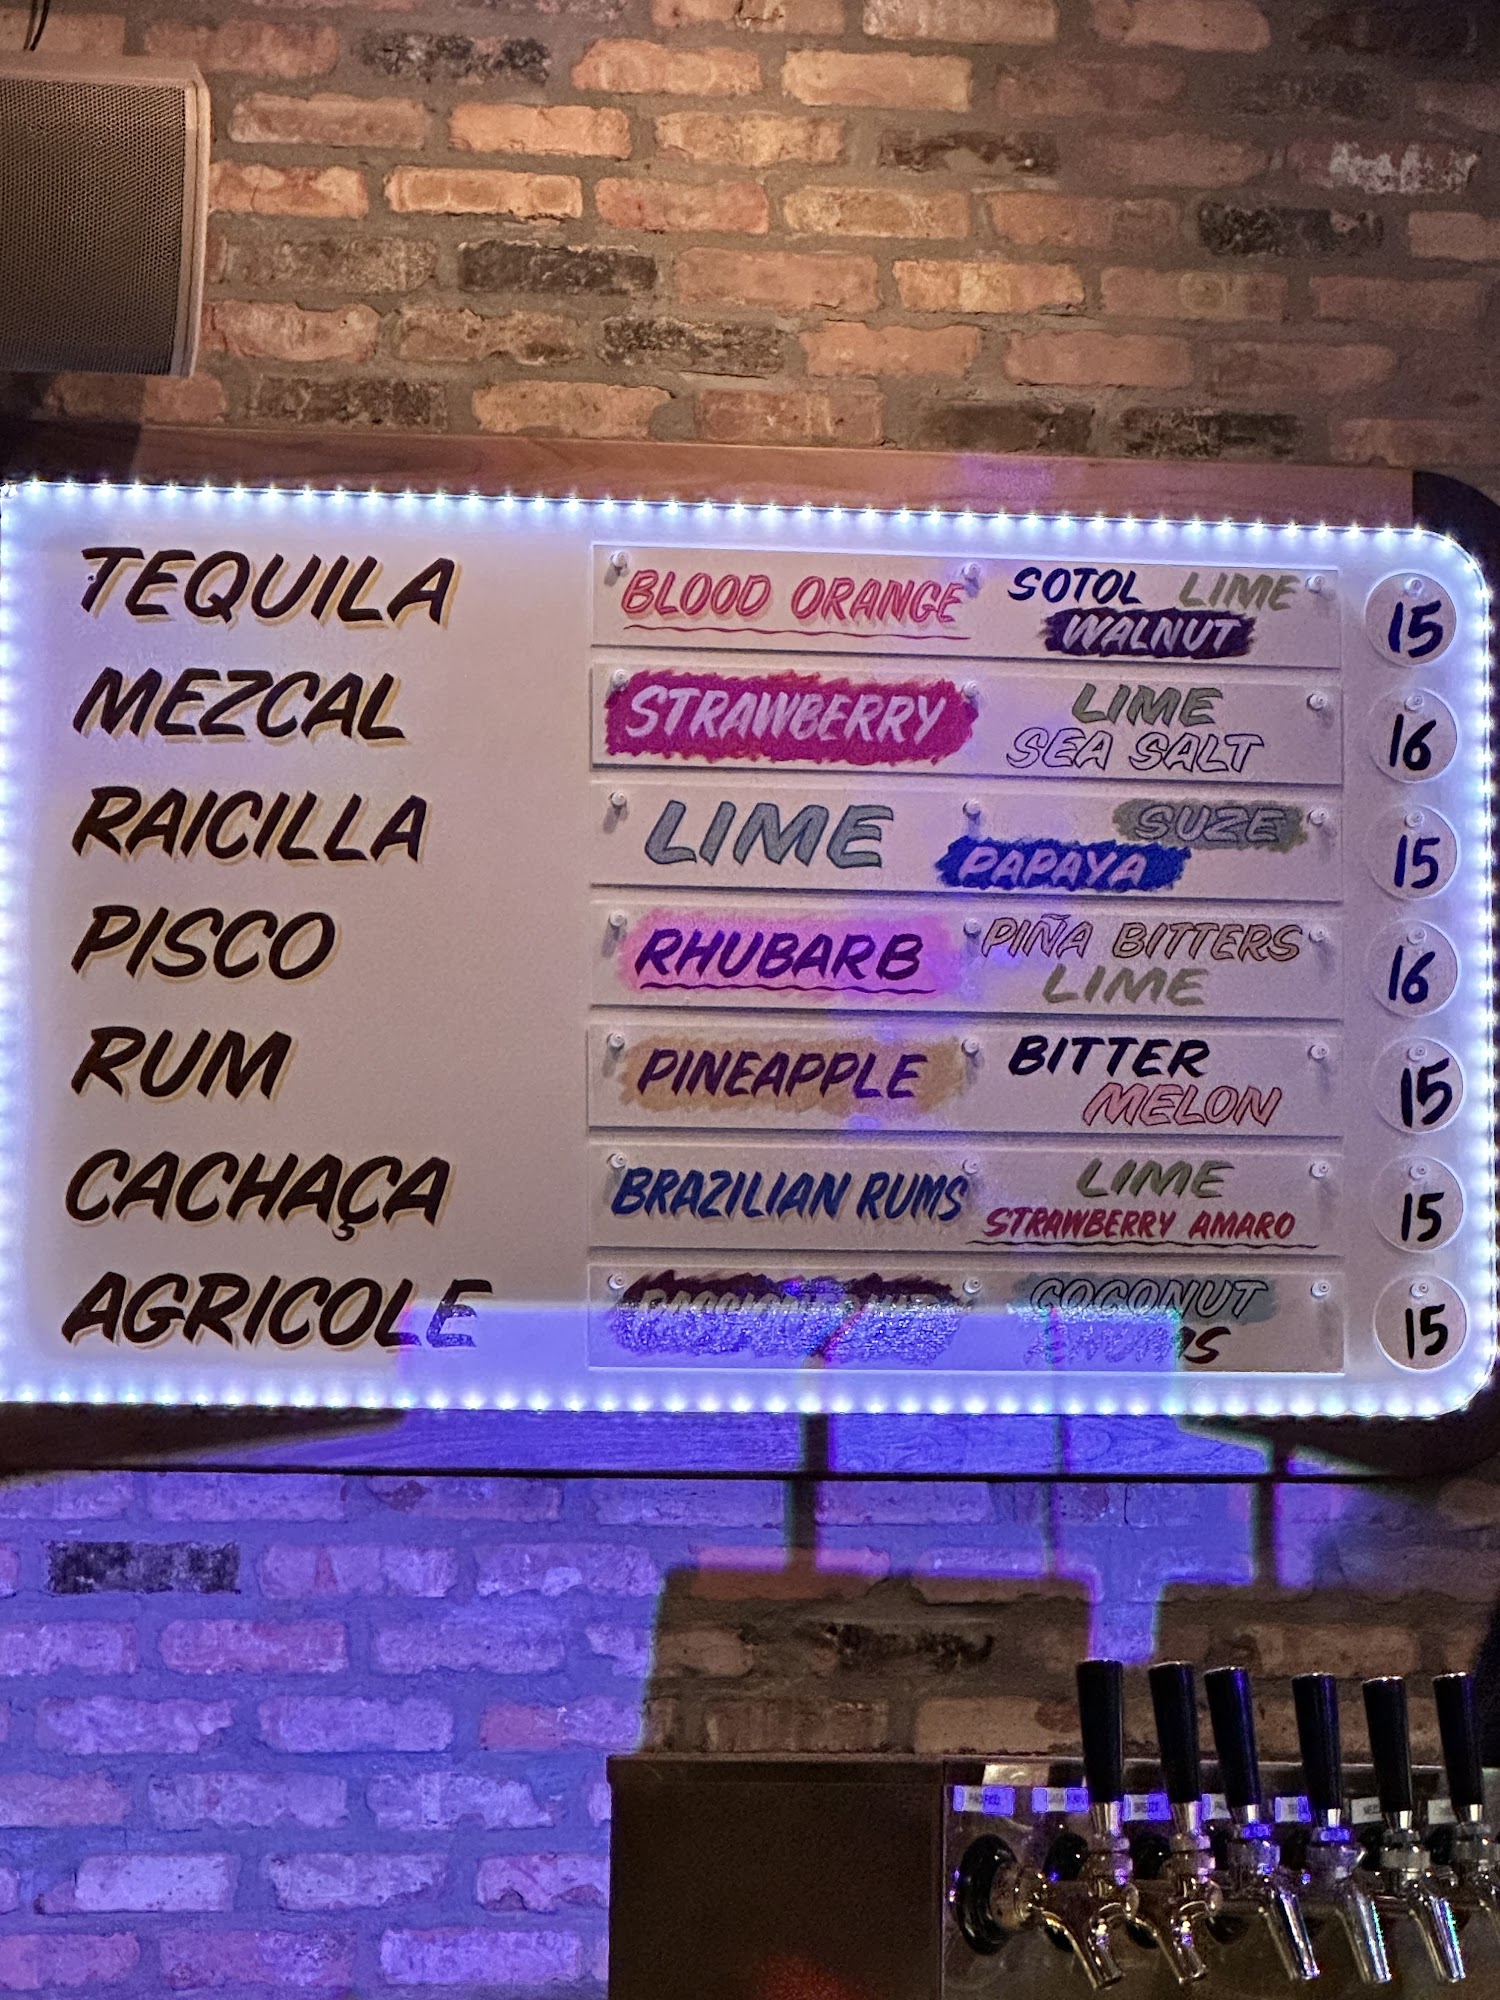 TEQUILA BLOOD ORANGE SOTOL LIME 15
WALNUT
MEZCAL STRAWBERRY LIME 16
SEA SALT
RAICILLA LIME SUZE 15
PAPAYA
PISCO RHUBARB PIÑA BITTERS 16
LIME
RUM PINEAPPLE BITTER 15
MELON
CACHAÇA BRAZILIAN RUMS LIME 15
STRAWBERRY AMARO
AGRICOLE COCONUT 15